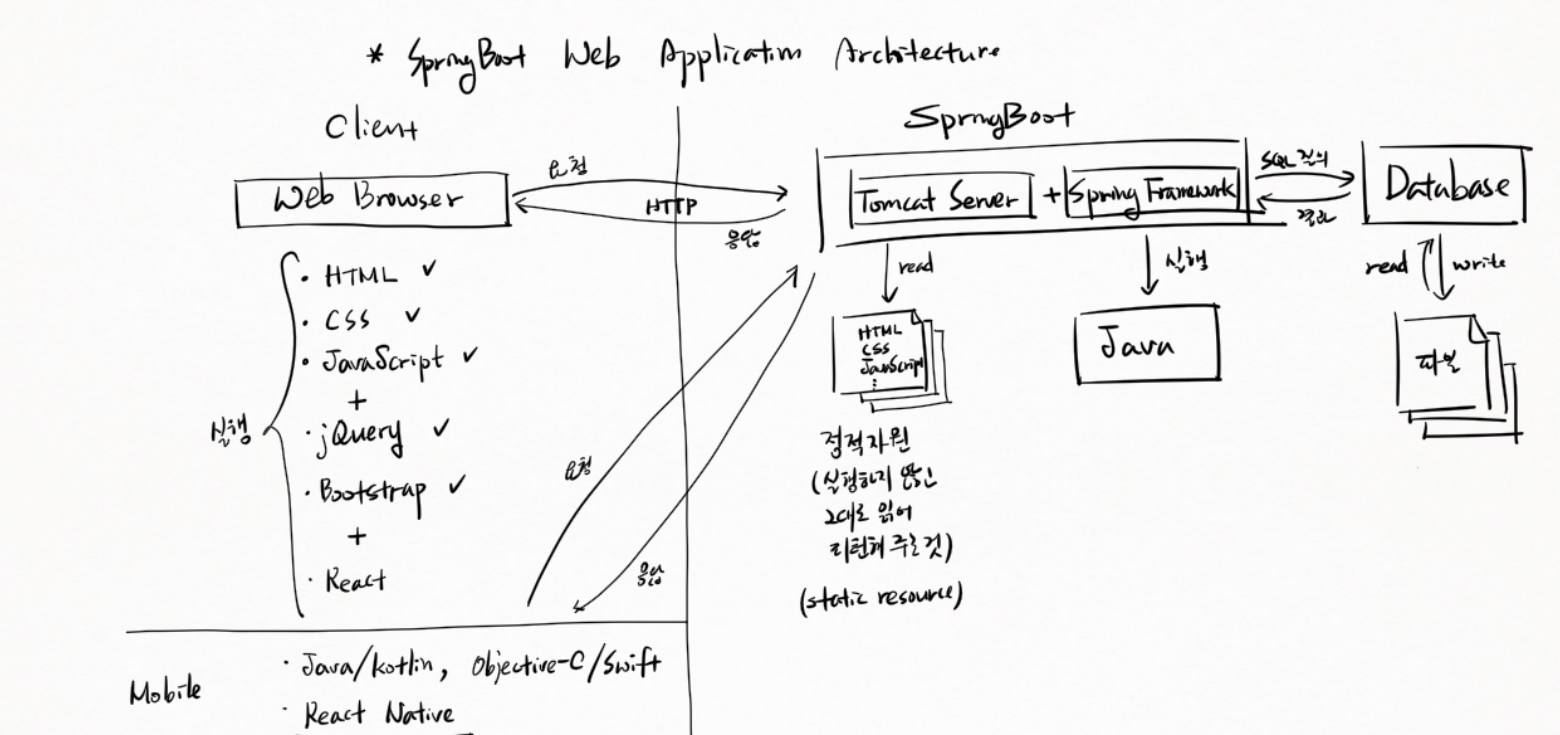 * SpringBoot Web Application Architecture
Client
Web Browser
요청
HTTP
응답
SpringBoot
Tomcat Server + Spring Framework
SQL 질의
결과
Database
실행
· HTML ✓
· CSS ✓
· JavaScript ✓
+
· jQuery ✓
· Bootstrap ✓
+
· React
요청
응답
read
HTML
CSS
JavaScript
⋮
정적자원
(실행하지 않고
그대로 읽어
리턴해 주는 것)
(static resource)
실행
Java
read
write
파일
Mobile
· Java/kotlin, Objective-C/Swift
· React Native